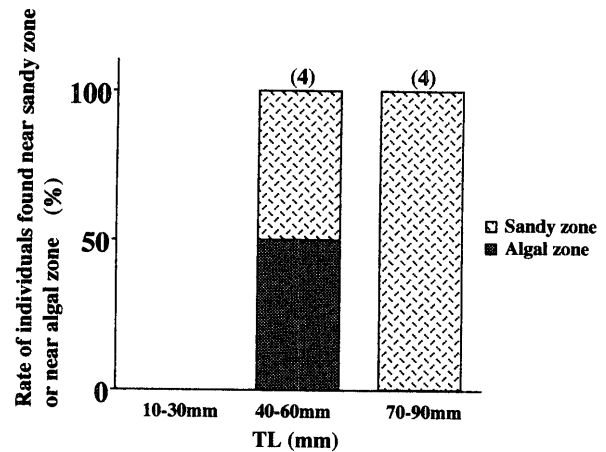 Rate of individuals found near sandy zone
or near algal zone (%)
100
50
0
(4)
(4)
10-30mm
40-60mm
70-90mm
TL (mm)
Sandy zone
Algal zone